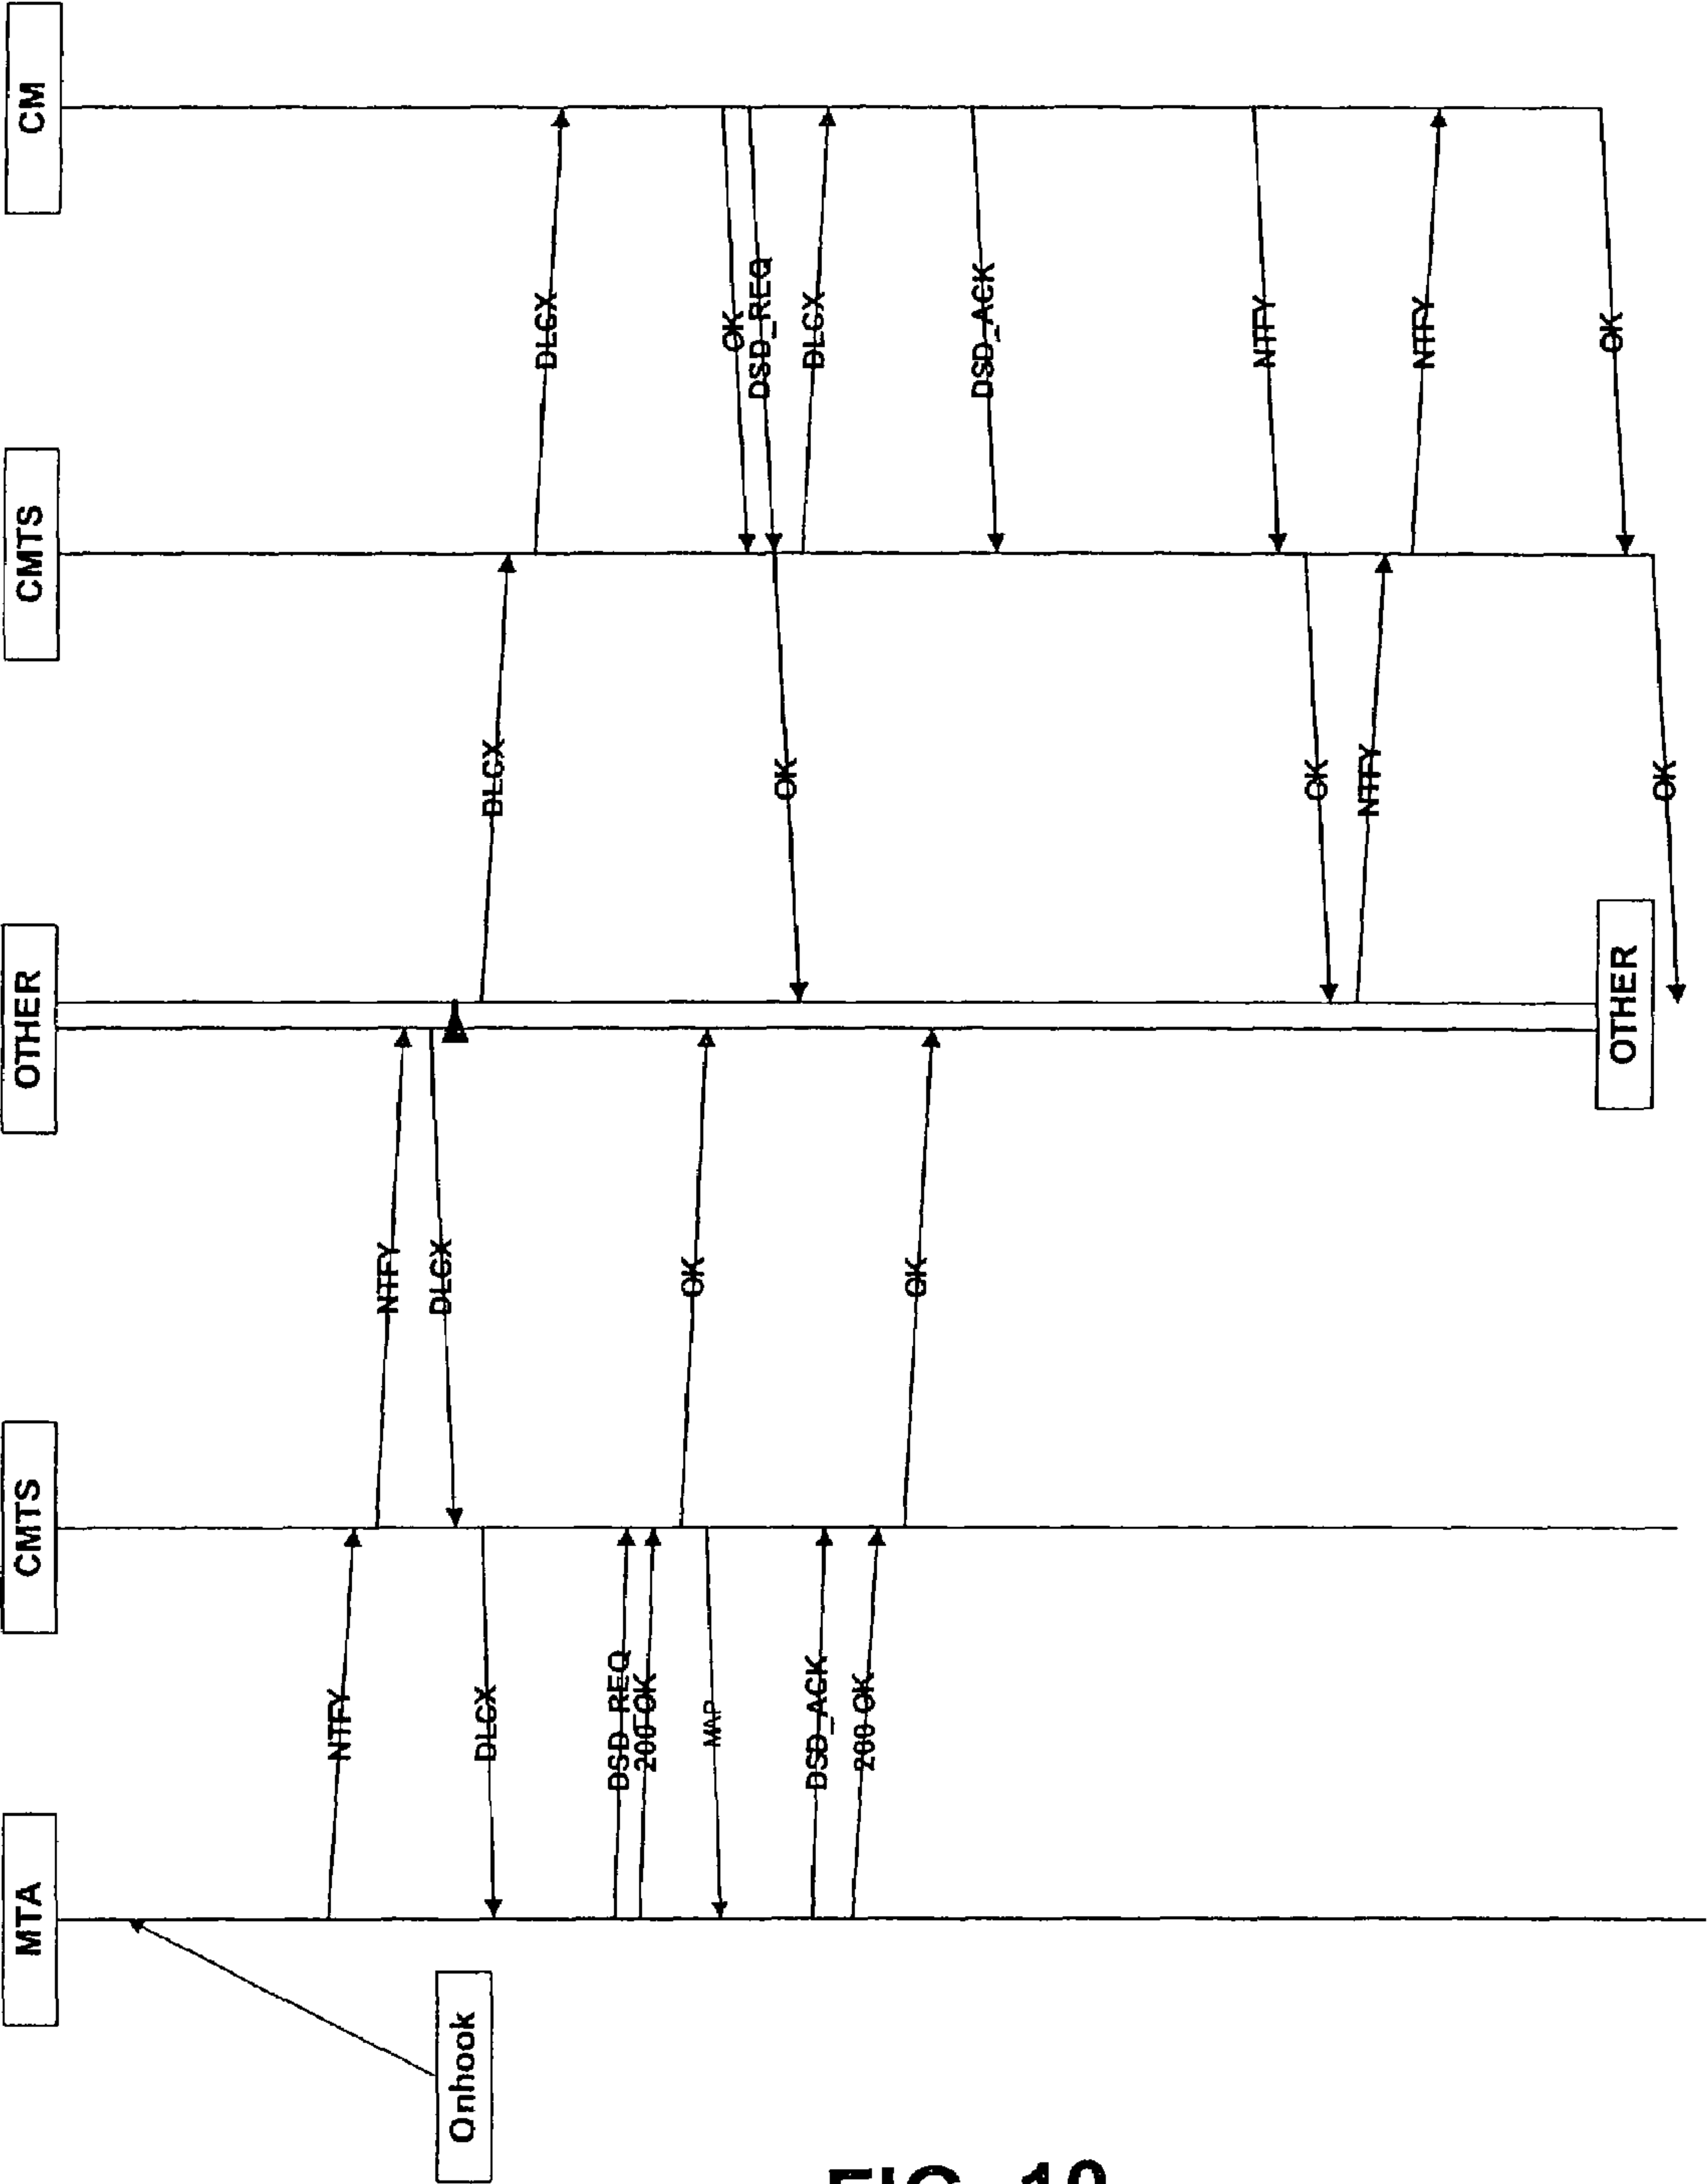 MTA
CMTS
OTHER
CMTS
CM
NTFY
NTFY
DLCX
Onhook
DLCX
DLCX
DLCX
DSD_REQ
200 OK
OK
MAP
OK
DSD_REQ
OK
DLCX
DSD_ACK
200 OK
OK
DSD_ACK
NTFY
OK
NTFY
NTFY
OK
OTHER
OK
FIG.